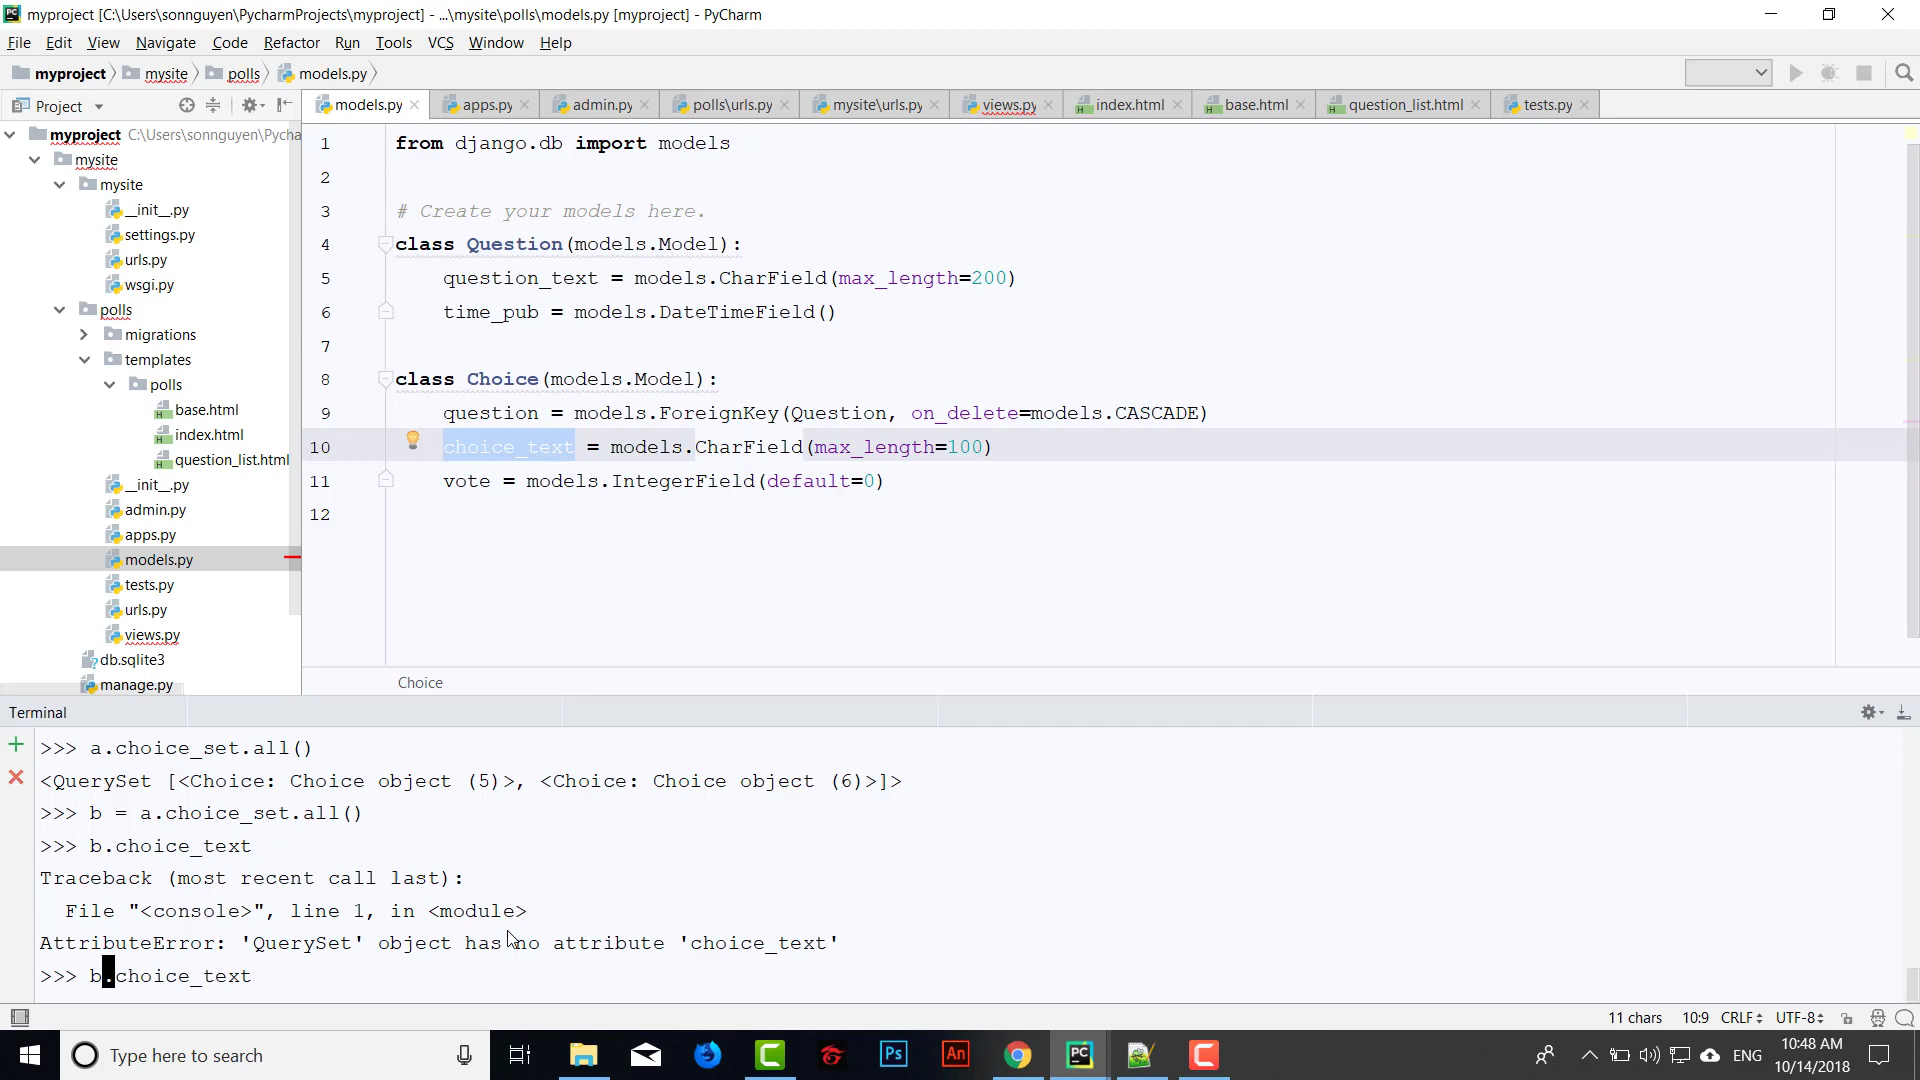 myproject [C:\Users\sonnguyen\PycharmProjects\myproject] - ...\mysite\polls\models.py [myproject] - PyCharm
File Edit View Navigate Code Refactor Run Tools VCS Window Help
myproject mysite polls models.py
Project
models.py apps.py admin.py polls\urls.py mysite\urls.py views.py index.html base.html question_list.html tests.py
myproject C:\Users\sonnguyen\Pycha
mysite
mysite
__init__.py
settings.py
urls.py
wsgi.py
polls
migrations
templates
polls
base.html
index.html
question_list.html
__init__.py
admin.py
apps.py
models.py
tests.py
urls.py
views.py
db.sqlite3
manage.py
1 from django.db import models
2
3 # Create your models here.
4 class Question(models.Model):
5 question_text = models.CharField(max_length=200)
6 time_pub = models.DateTimeField()
7
8 class Choice(models.Model):
9 question = models.ForeignKey(Question, on_delete=models.CASCADE)
10 choice_text = models.CharField(max_length=100)
11 vote = models.IntegerField(default=0)
12
Choice
Terminal
>>> a.choice_set.all()
<QuerySet [<Choice: Choice object (5)>, <Choice: Choice object (6)>]>
>>> b = a.choice_set.all()
>>> b.choice_text
Traceback (most recent call last):
File "<console>", line 1, in <module>
AttributeError: 'QuerySet' object has no attribute 'choice_text'
>>> b.choice_text
11 chars 10:9 CRLF UTF-8
Type here to search
Ps An PC
ENG
10:48 AM
10/14/2018